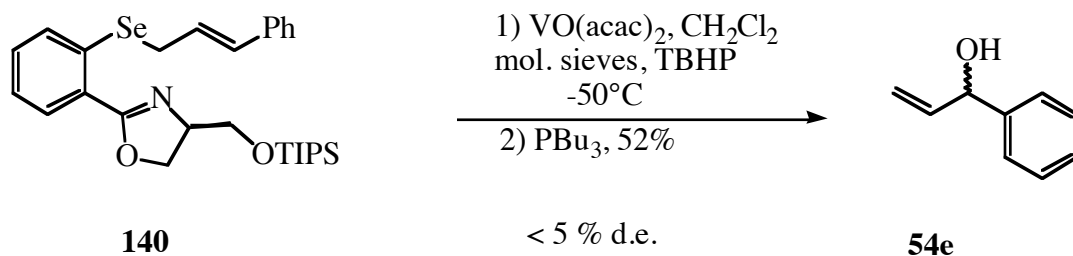 Se
Ph
N
O
OTIPS
140
1) VO(acac)2, CH2Cl2
mol. sieves, TBHP
-50°C
2) PBu3, 52%
< 5 % d.e.
OH
54e